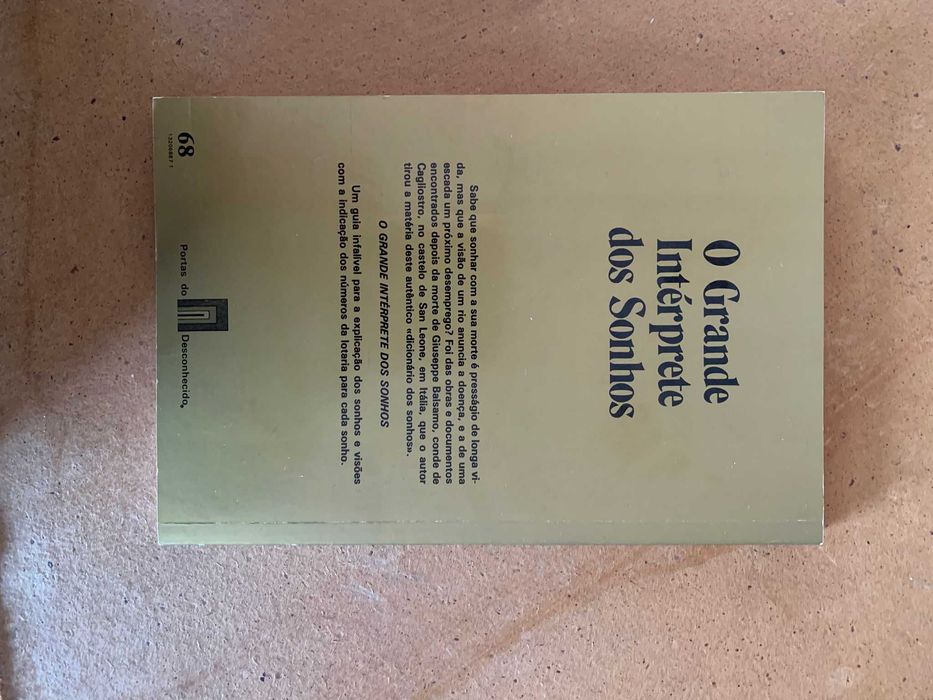 O Grande
Intérprete
dos Sonhos
Sabe que sonhar com a sua morte é presságio de longa vi-
da, mas que a visão de um rio anuncia a doença, e a de uma
escada um próximo desemprego? Foi das obras e documentos
encontrados depois da morte de Giuseppe Balsamo, conde de
Cagliostro, no castelo de San Leone, em Itália, que o autor
tirou a matéria deste autêntico «dicionário dos sonhos».
O GRANDE INTÉRPRETE DOS SONHOS
Um guia infalível para a explicação dos sonhos e visões
com a indicação dos números da lotaria para cada sonho.
68
13206887 1
Portas do Desconhecido